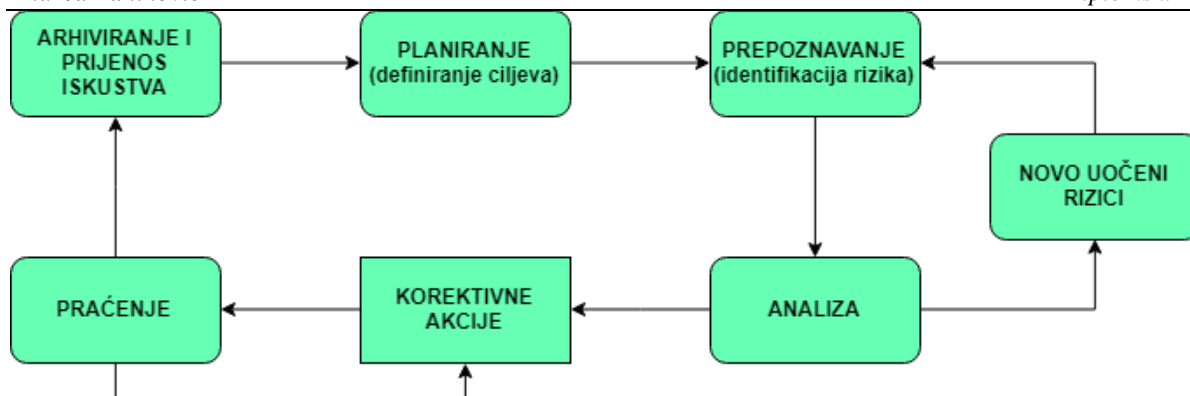 ARHIVIRANJE I
PRIJENOS
ISKUSTVA
PLANIRANJE
(definiranje ciljeva)
PREPOZNAVANJE
(identifikacija rizika)
NOVO UOČENI
RIZICI
PRAĆENJE
KOREKTIVNE
AKCIJE
ANALIZA